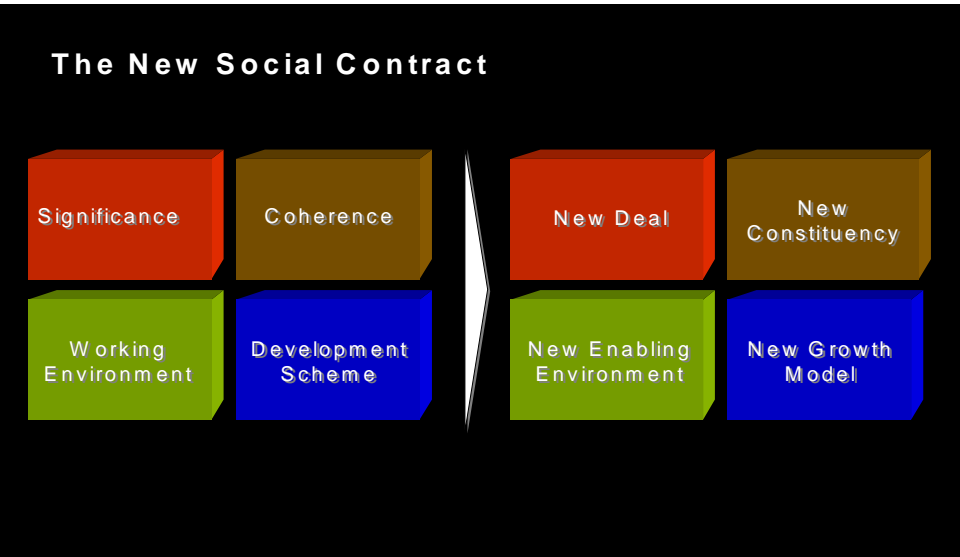 The New Social Contract
Significance
Coherence
New Deal
New
Constituency
Working
Environment
Development
Scheme
New Enabling
Environment
New Growth
Model